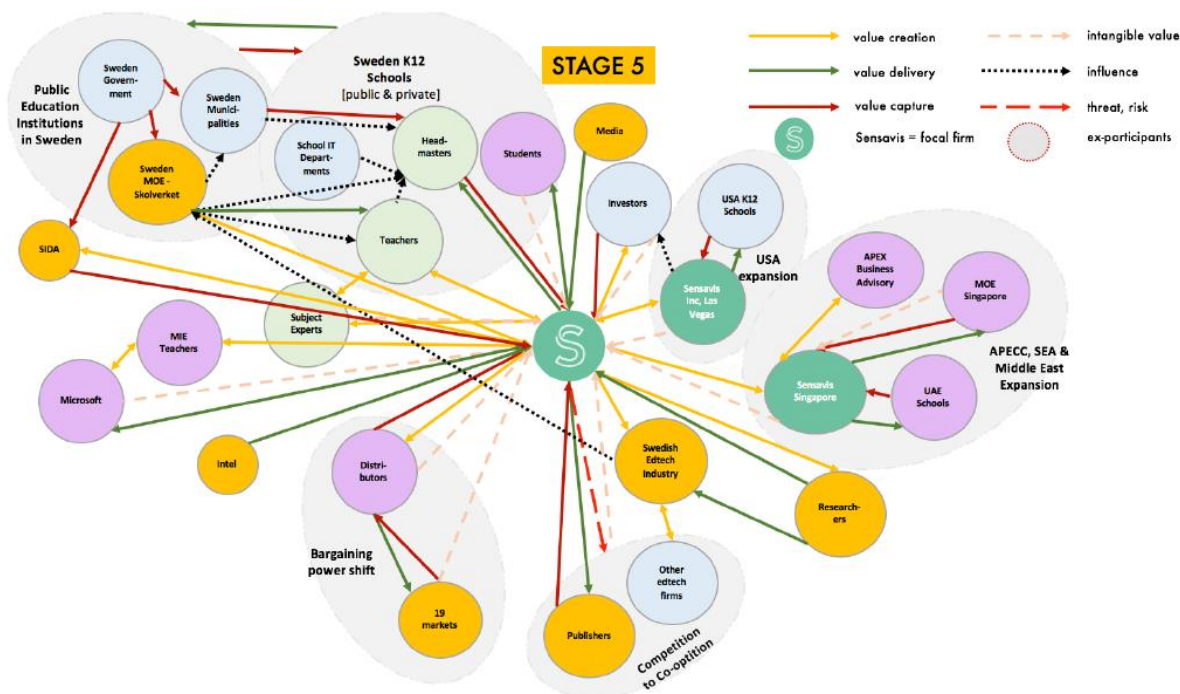 STAGE 5
value creation
value delivery
value capture
Sensavis = focal firm
intangible value
influence
threat, risk
ex-participants
Public
Education
Institutions
in Sweden
Sweden
Govern-
ment
Sweden
Munici-
palities
Sweden
MOE -
Skolverket
SIDA
Sweden K12
Schools
[public & private]
School IT
Depart-
ments
Head-
masters
Students
Teachers
Subject
Experts
Media
Investors
USA K12
Schools
USA
expansion
Sensavis
Inc, Los
Vegas
APEX
Business
Advisory
MOE
Singapore
APECC, SEA &
Middle East
Expansion
Sensavis
Singapore
UAE
Schools
MIE
Teachers
Microsoft
Intel
S
Distri-
butors
Bargaining
power shift
19
markets
Swedish
Edtech
Industry
Research-
ers
Other
edtech
firms
Publishers
Competition
to Co-optition